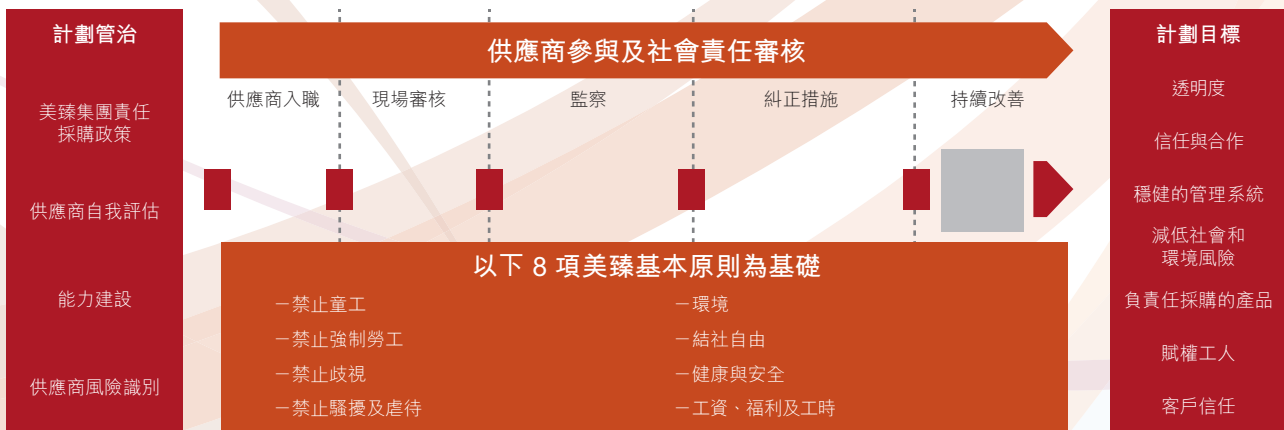 計劃管治
美臻集團責任
採購政策
供應商自我評估
能力建設
供應商風險識別
供應商參與及社會責任審核
供應商入職
現場審核
監察
糾正措施
持續改善
以下 8 項美臻基本原則為基礎
－禁止童工
－禁止強制勞工
－禁止歧視
－禁止騷擾及虐待
－環境
－結社自由
－健康與安全
－工資、福利及工時
計劃目標
透明度
信任與合作
穩健的管理系統
減低社會和
環境風險
負責任採購的產品
賦權工人
客戶信任